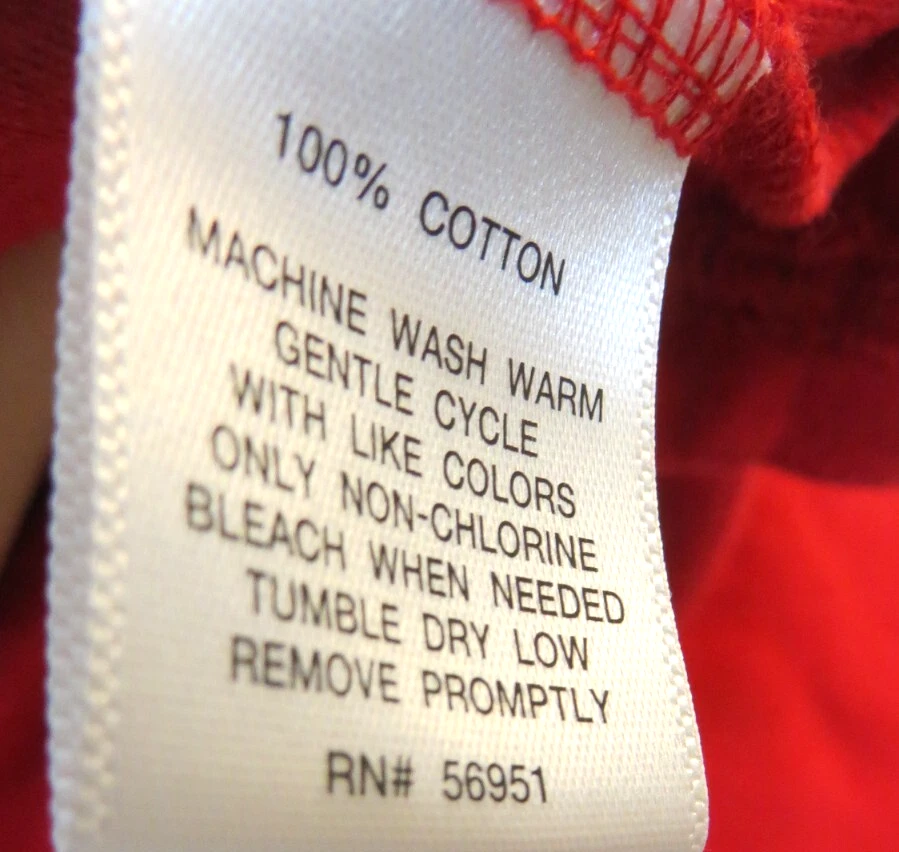 100% COTTON
MACHINE WASH WARM
GENTLE CYCLE
WITH LIKE COLORS
ONLY NON-CHLORINE
BLEACH WHEN NEEDED
TUMBLE DRY LOW
REMOVE PROMPTLY
RN# 56951